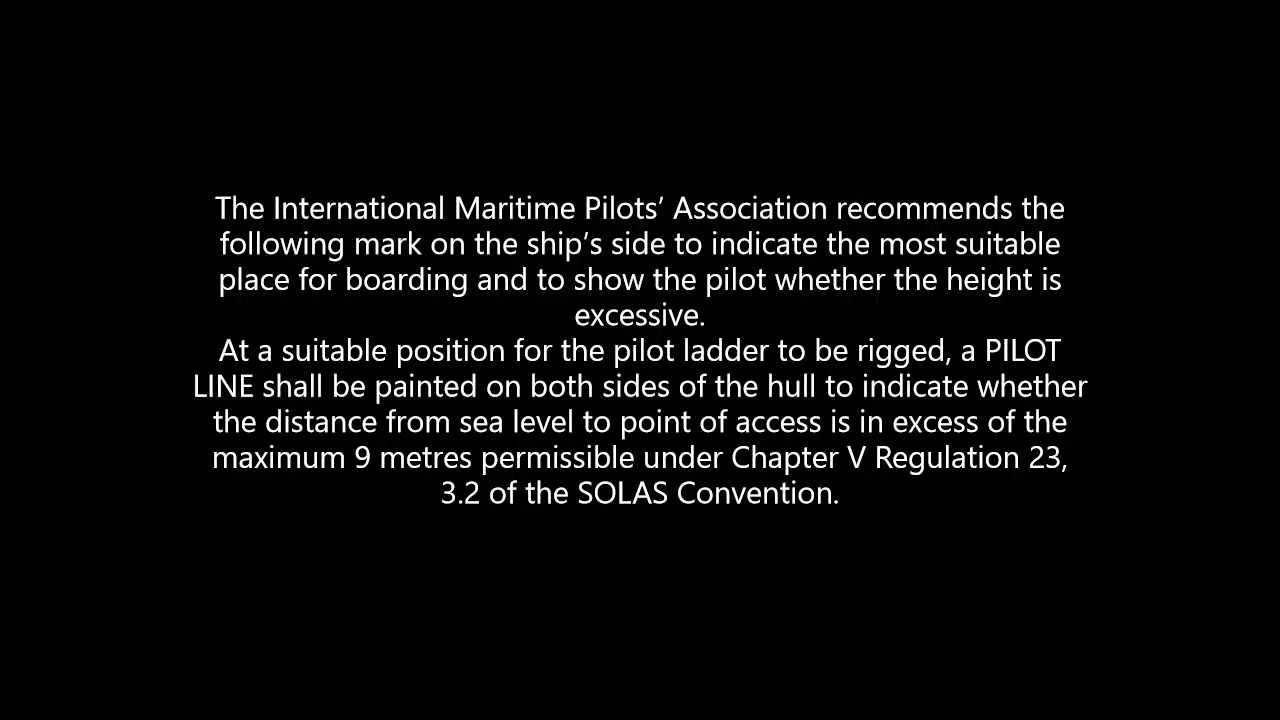 The International Maritime Pilots’ Association recommends the
following mark on the ship’s side to indicate the most suitable
place for boarding and to show the pilot whether the height is
excessive.
At a suitable position for the pilot ladder to be rigged, a PILOT
LINE shall be painted on both sides of the hull to indicate whether
the distance from sea level to point of access is in excess of the
maximum 9 metres permissible under Chapter V Regulation 23,
3.2 of the SOLAS Convention.